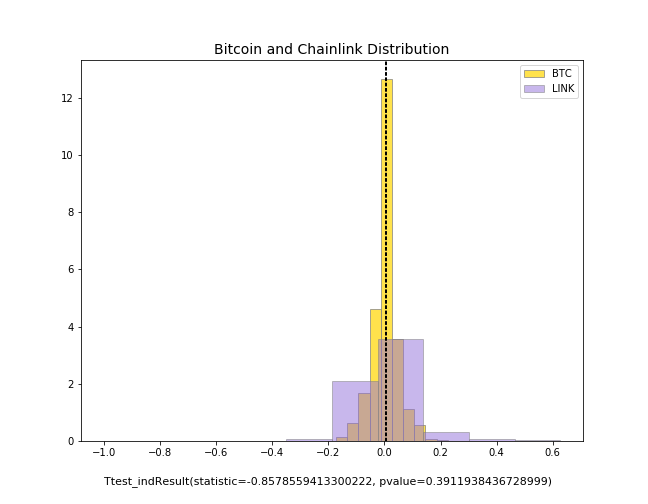 Bitcoin and Chainlink Distribution
BTC
LINK
12
10
8
6
4
2
0
−1.0 −0.8 −0.6 −0.4 −0.2 0.0 0.2 0.4 0.6
Ttest_indResult(statistic=-0.8578559413300222, pvalue=0.3911938436728999)